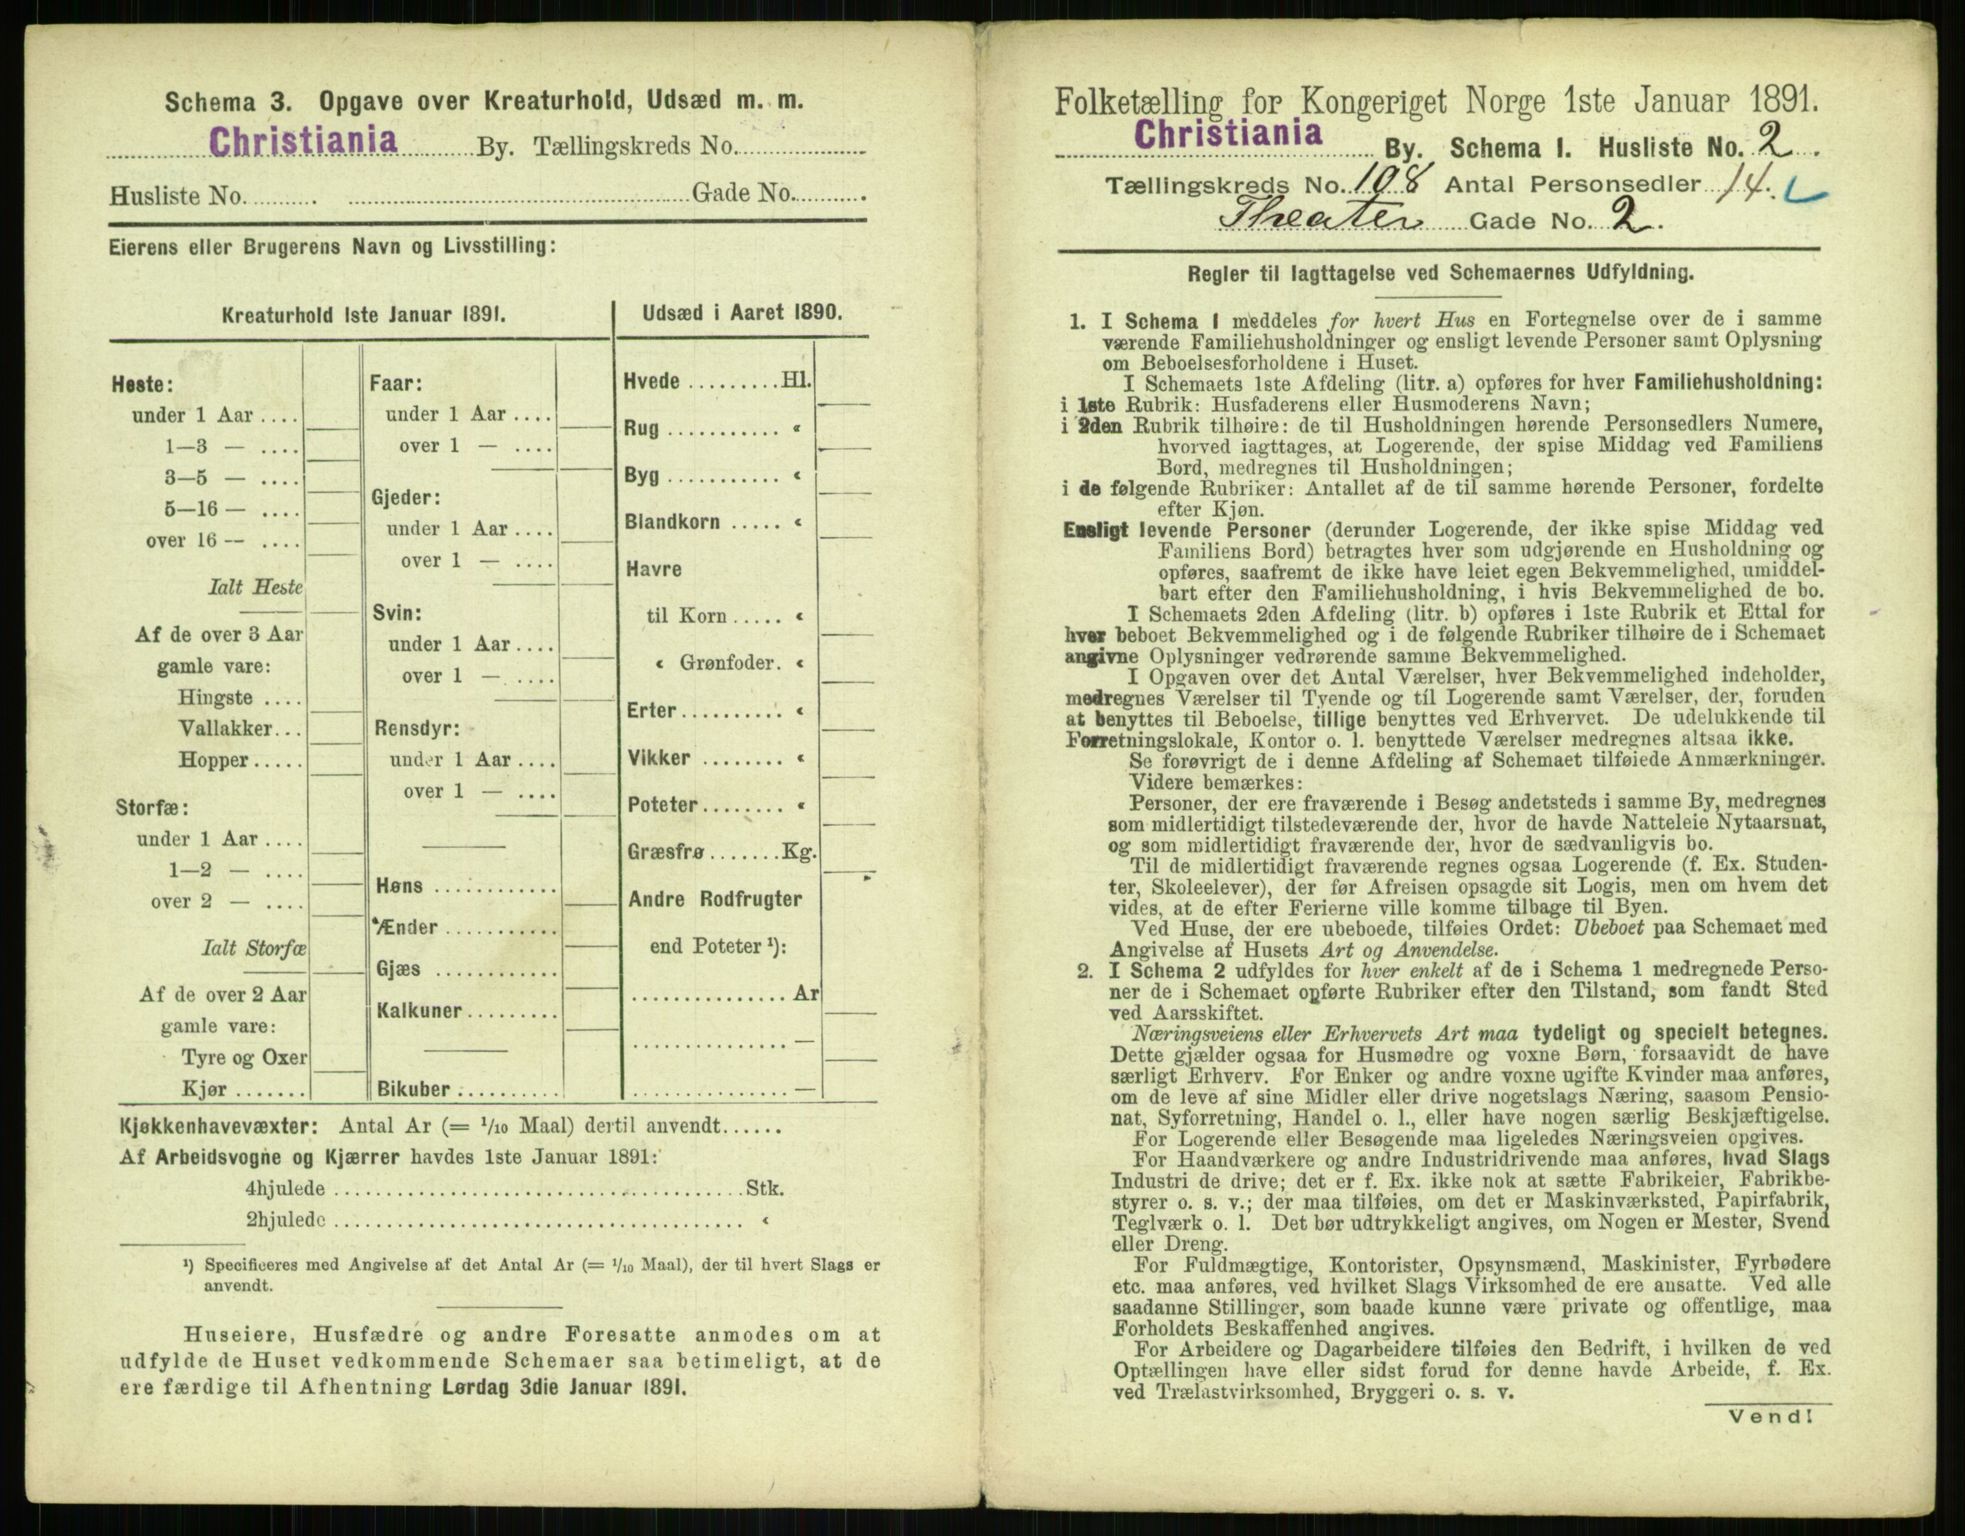 Schema 3. Opgave over Kreaturhold, Udsæd m. m.
Christiania By. Tællingskreds No.
Husliste No. Gade No.
Eierens eller Brugerens Navn og Livsstilling:
Kreaturhold 1ste Januar 1891.
Heste:
under 1 Aar ....
1—3 — ....
3—5 — ....
5—16 — ....
over 16 — ....
Ialt Heste
Af de over 3 Aar
gamle vare:
Hingste ....
Vallakker...
Hopper.....
Storfæ:
under 1 Aar ....
1—2 — ....
over 2 — ....
Ialt Storfæ
Af de over 2 Aar
gamle vare:
Tyre og Oxer
Kjør .......
Faar:
under 1 Aar ....
over 1 — ....
Gjeder:
under 1 Aar ....
over 1 — ....
Svin:
under 1 Aar ....
over 1 — ....
Rensdyr:
under 1 Aar ....
over 1 — ....
Høns ............
Ænder ...........
Gjæs ............
Kalkuner.........
Bikuber ..........
Udsæd i Aaret 1890.
Hvede .........Hl.
Rug ........... «
Byg ........... «
Blandkorn ..... «
Havre
til Korn ..... «
« Grønfoder. «
Erter.......... «
Vikker ........ «
Poteter........ «
Græsfrø.......Kg.
Andre Rodfrugter
end Poteter ¹):
............... Ar
............... —
............... —
Kjøkkenhavevæxter: Antal Ar (= 1/10 Maal) dertil anvendt......
Af Arbeidsvogne og Kjærrer havdes 1ste Januar 1891:
4hjulede ....................................... Stk.
2hjulede ....................................... «
¹) Specificeres med Angivelse af det Antal Ar (= 1/10 Maal), der til hvert Slags er
anvendt.
Huseiere, Husfædre og andre Foresatte anmodes om at
udfylde de Huset vedkommende Schemaer saa betimeligt, at de
ere færdige til Afhentning Lørdag 3die Januar 1891.
Folketælling for Kongeriget Norge 1ste Januar 1891.
Christiania By. Schema I. Husliste No. 2.
Tællingskreds No. 108 Antal Personsedler 14.
Theater Gade No. 2.
Regler til Iagttagelse ved Schemaernes Udfyldning.
1. I Schema I meddeles for hvert Hus en Fortegnelse over de i samme
værende Familiehusholdninger og ensligt levende Personer samt Oplysning
om Beboelsesforholdene i Huset.
I Schemaets 1ste Afdeling (litr. a) opføres for hver Familiehusholdning:
i 1ste Rubrik: Husfaderens eller Husmoderens Navn;
i 2den Rubrik tilhøire: de til Husholdningen hørende Personsedlers Numere,
hvorved iagttages, at Logerende, der spise Middag ved Familiens
Bord, medregnes til Husholdningen;
i de følgende Rubriker: Antallet af de til samme hørende Personer, fordelte
efter Kjøn.
Ensligt levende Personer (derunder Logerende, der ikke spise Middag ved
Familiens Bord) betragtes hver som udgjørende en Husholdning og
opføres, saafremt de ikke have leiet egen Bekvemmelighed, umiddel-
bart efter den Familiehusholdning, i hvis Bekvemmelighed de bo.
I Schemaets 2den Afdeling (litr. b) opføres i 1ste Rubrik et Ettal for
hver beboet Bekvemmelighed og i de følgende Rubriker tilhøire de i Schemaet
angivne Oplysninger vedrørende samme Bekvemmelighed.
I Opgaven over det Antal Værelser, hver Bekvemmelighed indeholder,
medregnes Værelser til Tyende og til Logerende samt Værelser, der, foruden
at benyttes til Beboelse, tillige benyttes ved Erhvervet. De udelukkende til
Forretningslokale, Kontor o. l. benyttede Værelser medregnes altsaa ikke.
Se forøvrigt de i denne Afdeling af Schemaet tilføiede Anmærkninger.
Videre bemærkes:
Personer, der ere fraværende i Besøg andetsteds i samme By, medregnes
som midlertidigt tilstedeværende der, hvor de havde Natteleie Nytaarsnat,
og som midlertidigt fraværende der, hvor de sædvanligvis bo.
Til de midlertidigt fraværende regnes ogsaa Logerende (f. Ex. Studen-
ter, Skoleelever), der før Afreisen opsagde sit Logis, men om hvem det
vides, at de efter Ferierne ville komme tilbage til Byen.
Ved Huse, der ere ubeboede, tilføies Ordet: Ubeboet paa Schemaet med
Angivelse af Husets Art og Anvendelse.
2. I Schema 2 udfyldes for hver enkelt af de i Schema 1 medregnede Perso-
ner de i Schemaet opførte Rubriker efter den Tilstand, som fandt Sted
ved Aarsskiftet.
Næringsveiens eller Erhvervets Art maa tydeligt og specielt betegnes.
Dette gjælder ogsaa for Husmødre og voxne Børn, forsaavidt de have
særligt Erhverv. For Enker og andre voxne ugifte Kvinder maa anføres,
om de leve af sine Midler eller drive nogetslags Næring, saasom Pensio-
nat, Syforretning, Handel o. l., eller have nogen særlig Beskjæftigelse.
For Logerende eller Besøgende maa ligeledes Næringsveien opgives.
For Haandværkere og andre Industridrivende maa anføres, hvad Slags
Industri de drive; det er f. Ex. ikke nok at sætte Fabrikeier, Fabrikbe-
styrer o. s. v.; der maa tilføies, om det er Maskinværksted, Papirfabrik,
Teglværk o. l. Det bør udtrykkeligt angives, om Nogen er Mester, Svend
eller Dreng.
For Fuldmægtige, Kontorister, Opsynsmænd, Maskinister, Fyrbødere
etc. maa anføres, ved hvilket Slags Virksomhed de ere ansatte. Ved alle
saadanne Stillinger, som baade kunne være private og offentlige, maa
Forholdets Beskaffenhed angives.
For Arbeidere og Dagarbeidere tilføies den Bedrift, i hvilken de ved
Optællingen have eller sidst forud for denne havde Arbeide, f. Ex.
ved Trælastvirksomhed, Bryggeri o. s. v.
Vend!